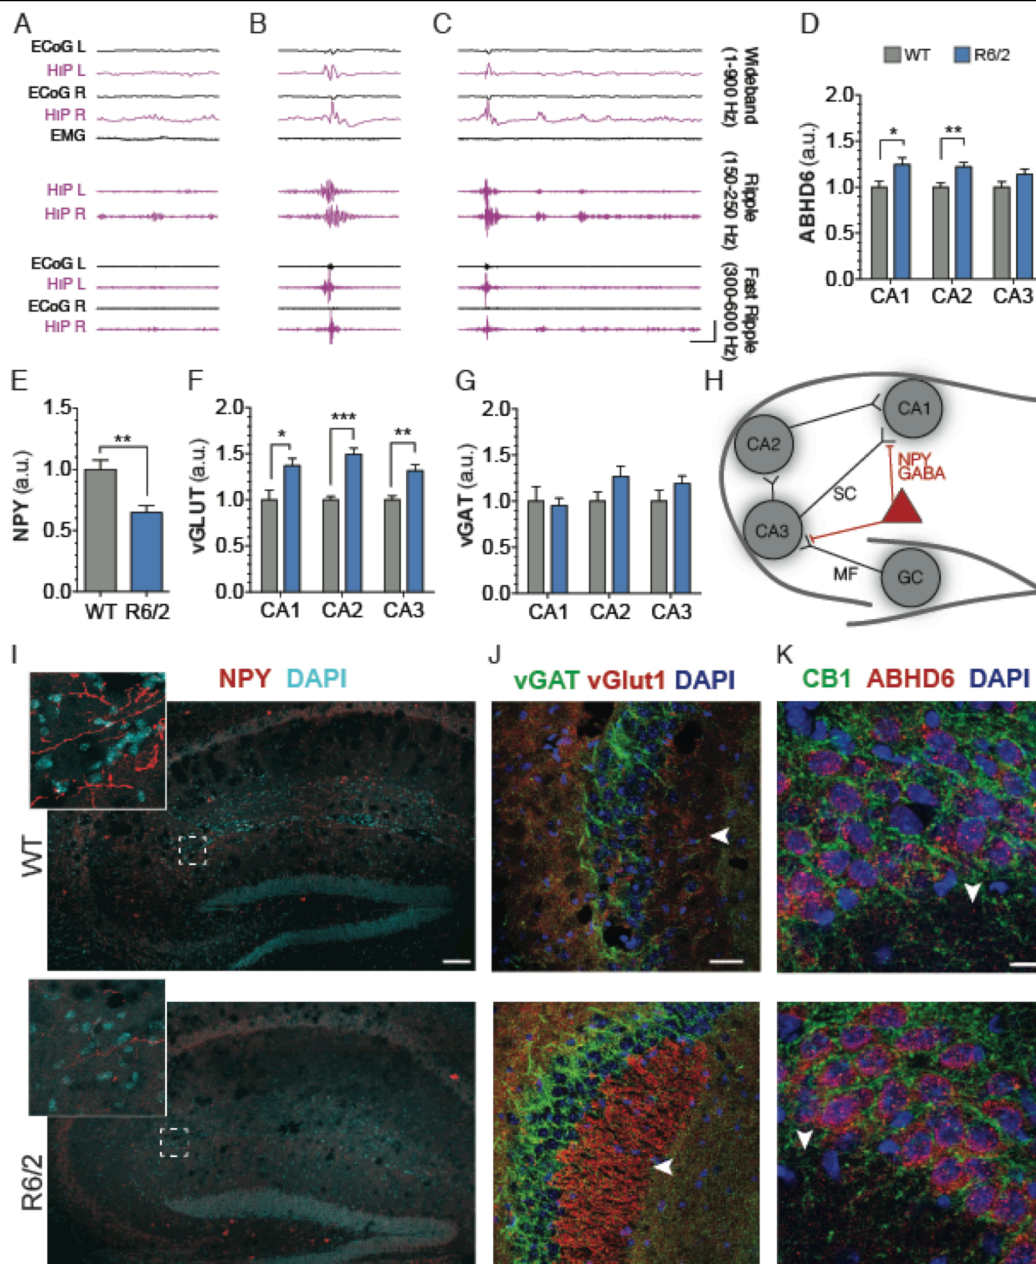 A
B
C
D
ECoG L
HIP L
ECoG R
HIP R
EMG
Wideband
(1-900 Hz)
HIP L
HIP R
Ripple
(150-250 Hz)
ECoG L
HIP L
ECoG R
HIP R
Fast Ripple
(300-600 Hz)
WT R6/2
ABHD6 (a.u.)
2.0
1.5
1.0
0.5
0.0
* **
CA1 CA2 CA3
E
NPY (a.u.)
1.5
1.0
0.5
0.0
**
WT R6/2
F
vGLUT (a.u.)
2.0
1.5
1.0
0.5
0.0
* *** **
CA1 CA2 CA3
G
vGAT (a.u.)
2.0
1.5
1.0
0.5
0.0
CA1 CA2 CA3
H
CA1
CA2
NPY
GABA
SC
CA3
MF
GC
I
NPY DAPI
WT
R6/2
J
vGAT vGlut1 DAPI
K
CB1 ABHD6 DAPI